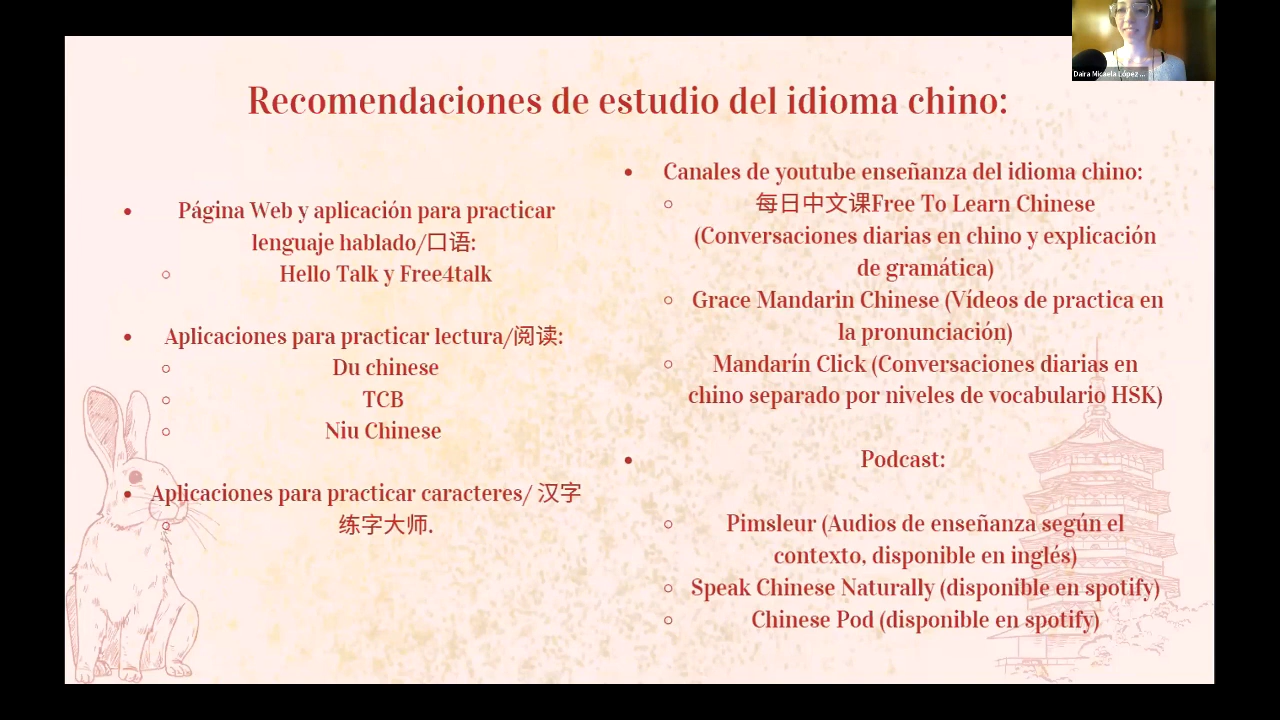 Daira Micaela López ...
Recomendaciones de estudio del idioma chino:
Página Web y aplicación para practicar
lenguaje hablado/口语:
Hello Talk y Free4talk
Aplicaciones para practicar lectura/阅读:
Du chinese
TCB
Niu Chinese
Aplicaciones para practicar caracteres/ 汉字
练字大师.
Canales de youtube enseñanza del idioma chino:
每日中文课Free To Learn Chinese
(Conversaciones diarias en chino y explicación
de gramática)
Grace Mandarin Chinese (Vídeos de practica en
la pronunciación)
Mandarín Click (Conversaciones diarias en
chino separado por niveles de vocabulario HSK)
Podcast:
Pimsleur (Audios de enseñanza según el
contexto, disponible en inglés)
Speak Chinese Naturally (disponible en spotify)
Chinese Pod (disponible en spotify)